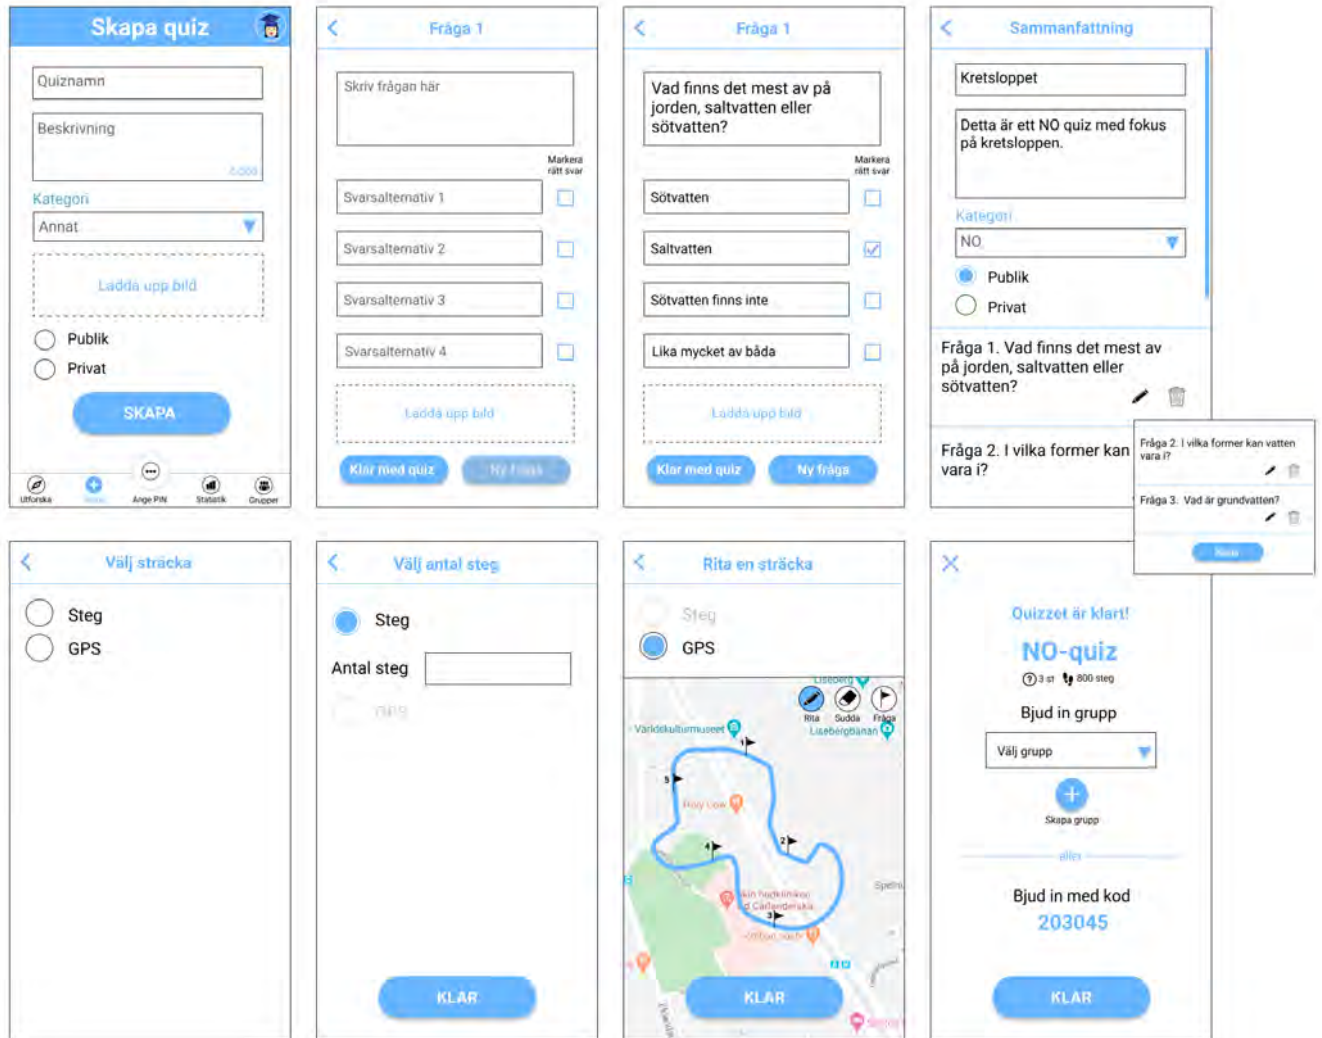 Skapa quiz
Quiznamn
Beskrivning
Kategori
Annat
Ladda upp bild
Publik
Privat
SKAPA
Utforska
Ange PIN
Statistik
Grupper
Fråga 1
Skriv frågan här
Markera
rätt svar
Svarsalternativ 1
Svarsalternativ 2
Svarsalternativ 3
Svarsalternativ 4
Ladda upp bild
Klar med quiz
Ny fråga
Fråga 1
Vad finns det mest av på
jorden, saltvatten eller
sötvatten?
Markera
rätt svar
Sötvatten
Saltvatten
Sötvatten finns inte
Lika mycket av båda
Ladda upp bild
Klar med quiz
Ny fråga
Sammanfattning
Kretsloppet
Detta är ett NO quiz med fokus
på kretsloppen.
Kategori
NO
Publik
Privat
Fråga 1. Vad finns det mest av
på jorden, saltvatten eller
sötvatten?
Fråga 2. I vilka former kan
vara i?
Fråga 2. I vilka former kan vatten
vara i?
Fråga 3. Vad är grundvatten?
Välj sträcka
Steg
GPS
Välj antal steg
Steg
Antal steg
GPS
KLAR
Rita en sträcka
Steg
GPS
Liseberg
Rita
Sudda
Fråga
Världskulturmuseet
Lisebergbanan
1
5
Holy Cow
4
2
3
KLAR
Quizzet är klart!
NO-quiz
3 st
800 steg
Bjud in grupp
Välj grupp
Skapa grupp
eller
Bjud in med kod
203045
KLAR